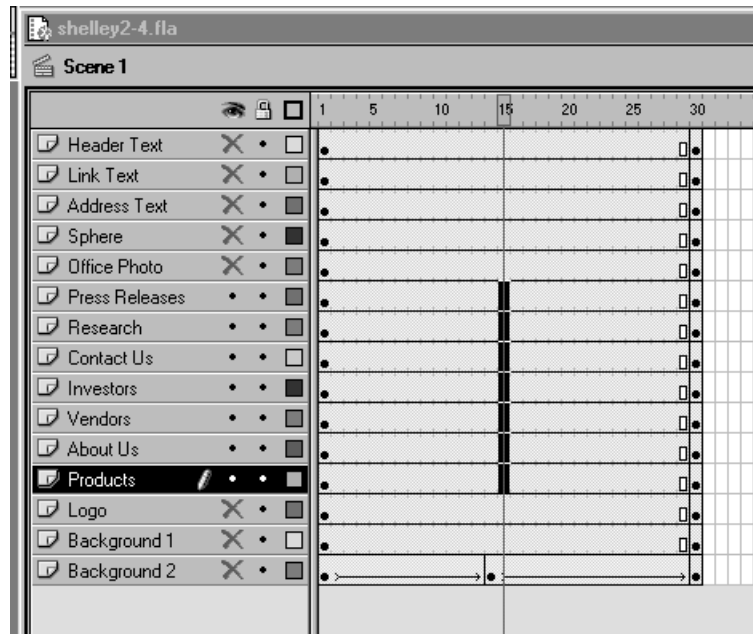 shelley2-4.fla
Scene 1
1 5 10 15 20 25 30
Header Text
Link Text
Address Text
Sphere
Office Photo
Press Releases
Research
Contact Us
Investors
Vendors
About Us
Products
Logo
Background 1
Background 2